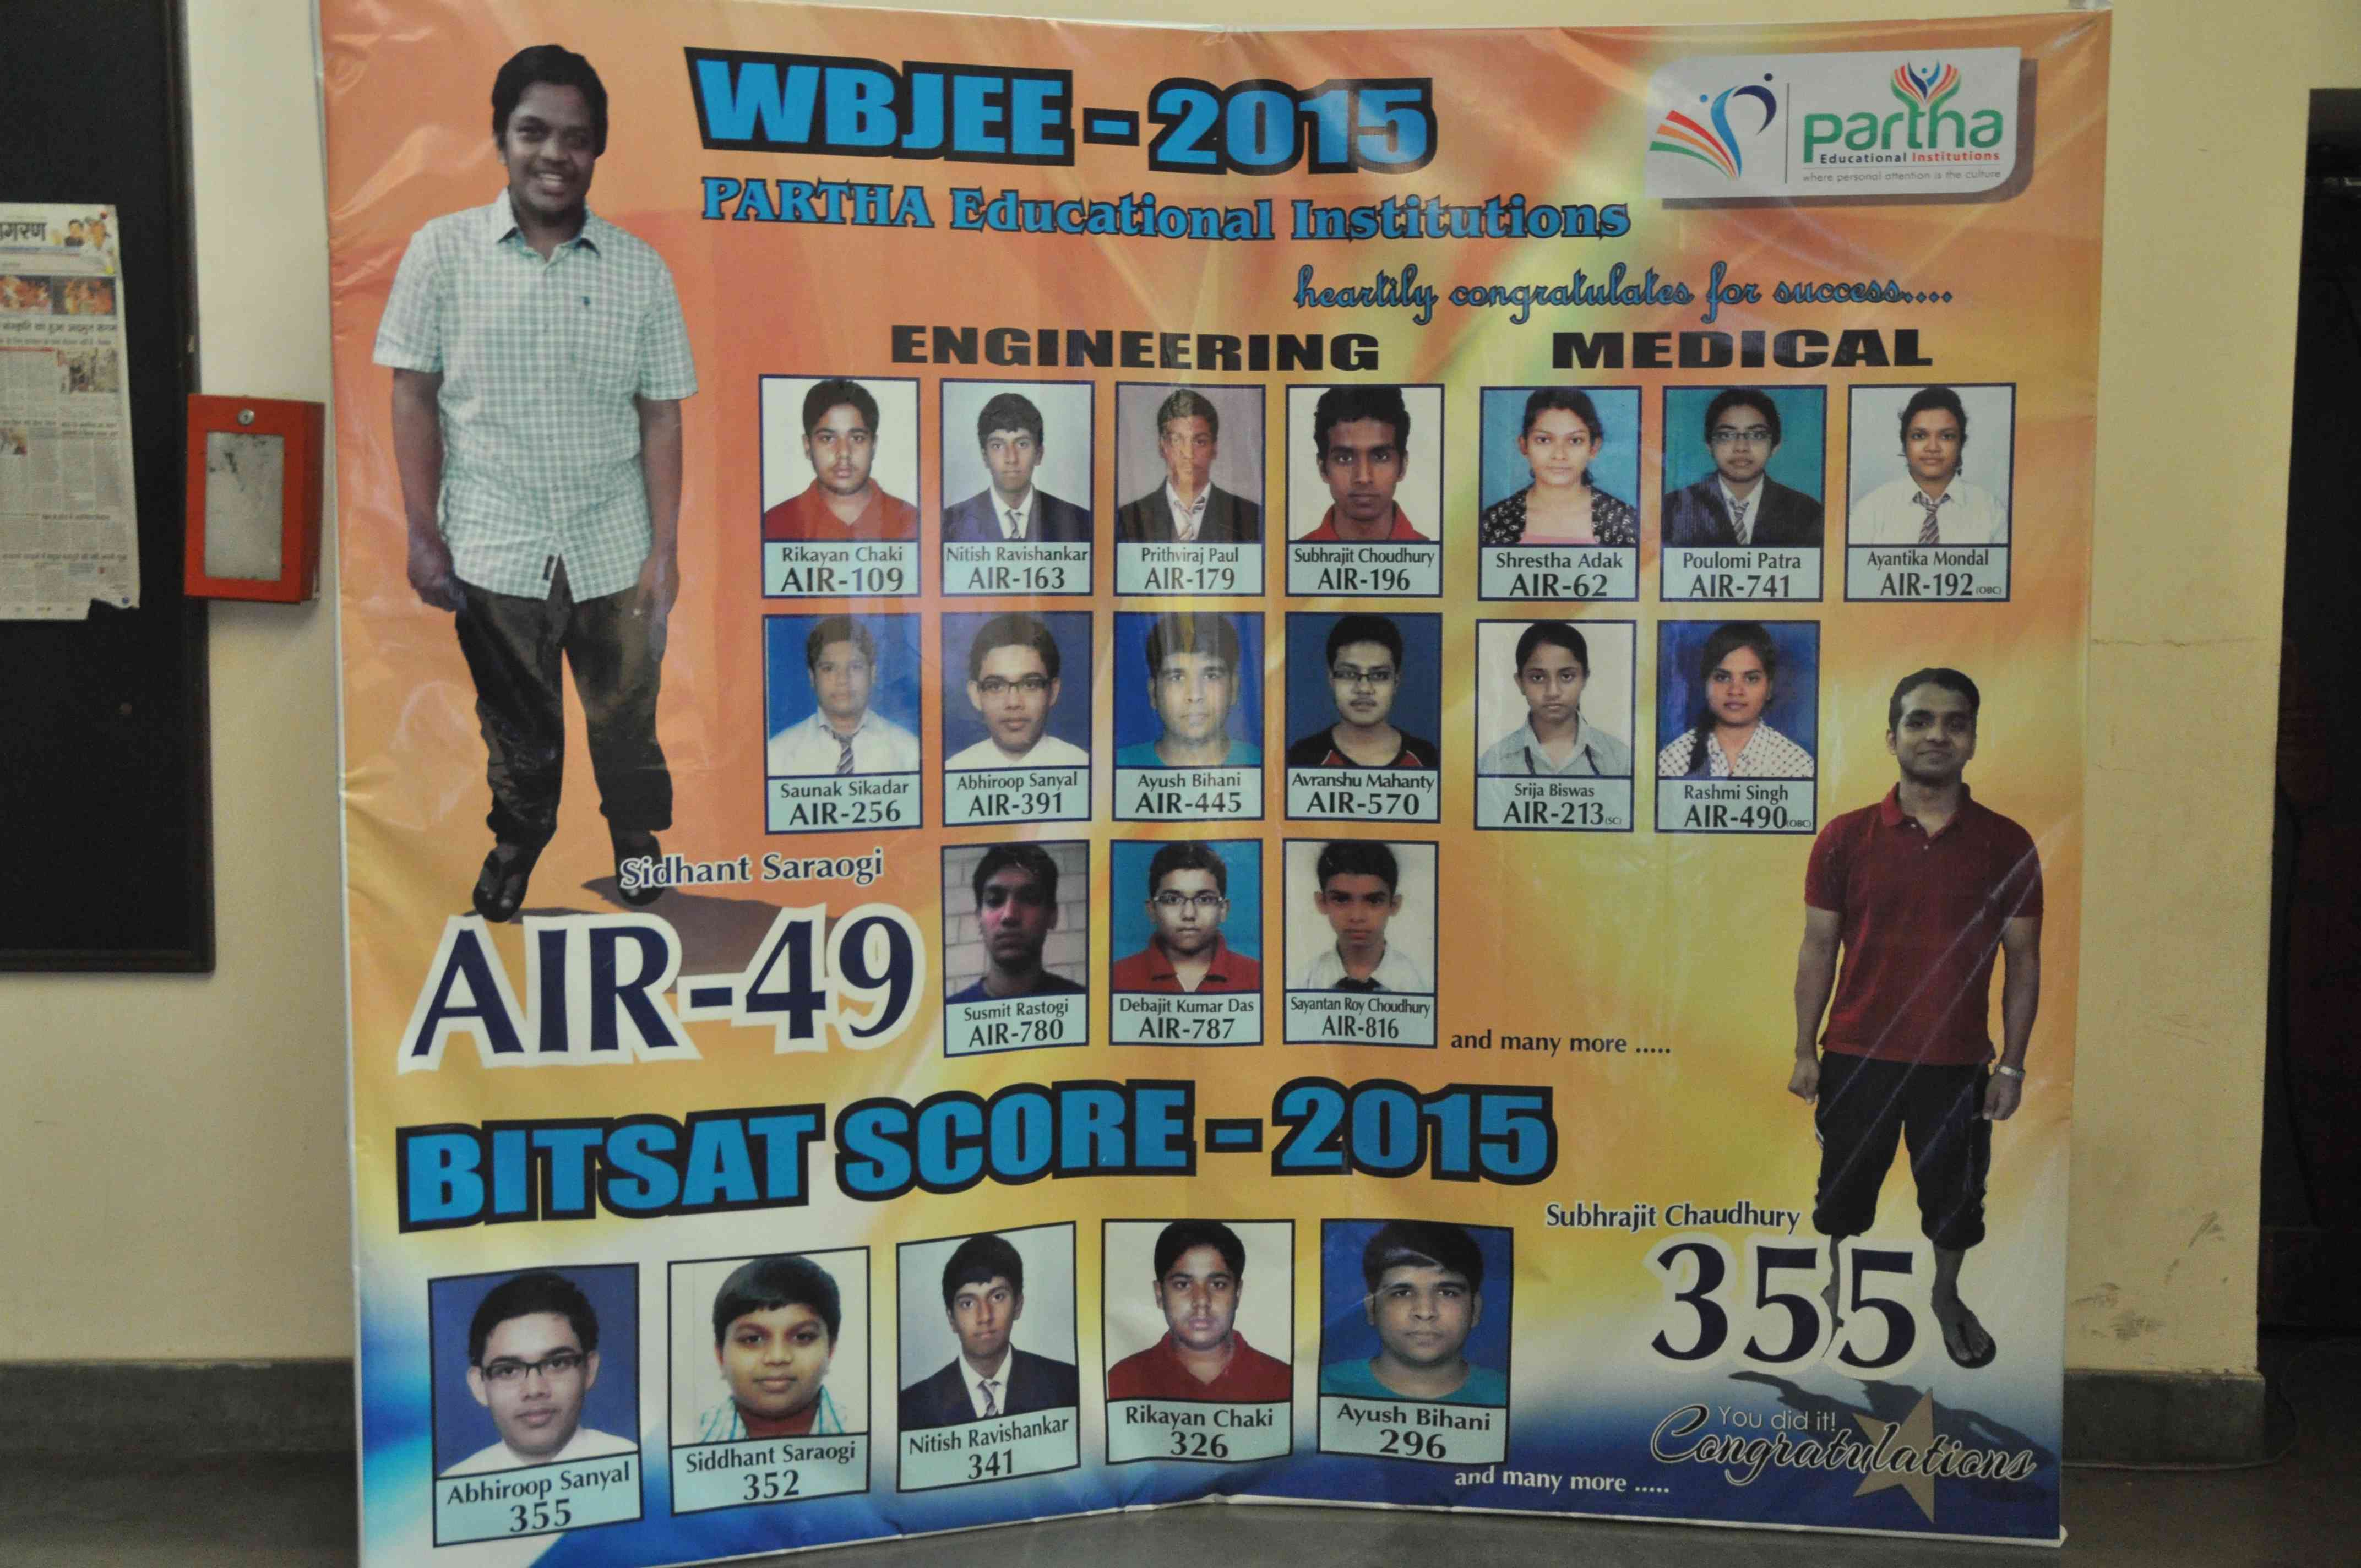 WBJEE - 2015
partha
Educational Institutions
where personal attention is the culture
PARTHA Educational Institutions
heartily congratulates for success....
ENGINEERING
MEDICAL
Rikayan Chaki
AIR-109
Nitish Ravishankar
AIR-163
Prithviraj Paul
AIR-179
Subhrajit Choudhury
AIR-196
Shrestha Adak
AIR-62
Poulomi Patra
AIR-741
Ayantika Mondal
AIR-192 (OBC)
Saunak Sikadar
AIR-256
Abhiroop Sanyal
AIR-391
Ayush Bihani
AIR-445
Avranshu Mahanty
AIR-570
Srija Biswas
AIR-213 (SC)
Rashmi Singh
AIR-490 (OBC)
Sidhant Saraogi
AIR-49
Susmit Rastogi
AIR-780
Debajit Kumar Das
AIR-787
Sayantan Roy Choudhury
AIR-816
and many more .....
BITSAT SCORE - 2015
Subhrajit Chaudhury
355
Abhiroop Sanyal
355
Siddhant Saraogi
352
Nitish Ravishankar
341
Rikayan Chaki
326
Ayush Bihani
296
and many more .....
You did it!
Congratulations